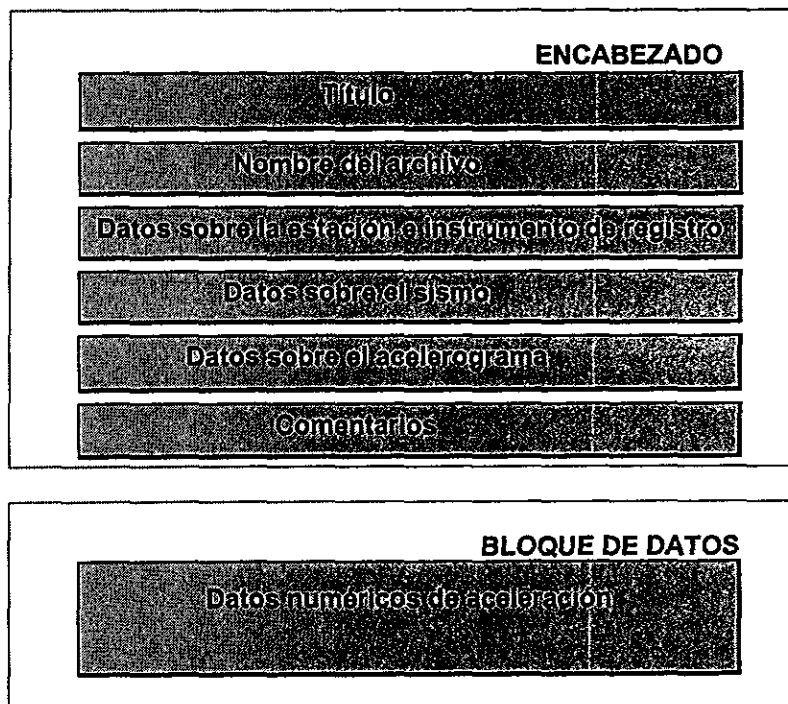 ENCABEZADO
Título
Nombre del archivo
Datos sobre la estación e instrumento de registro
Datos sobre el sismo
Datos sobre el acelerograma
Comentarios
BLOQUE DE DATOS
Datos numéricos de aceleración